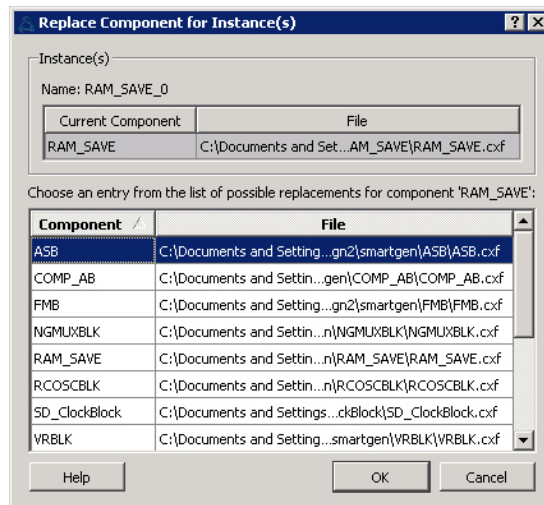 Replace Component for Instance(s)
Instance(s)
Name: RAM_SAVE_0
Current Component File
RAM_SAVE C:\Documents and Set...AM_SAVE\RAM_SAVE.cxf
Choose an entry from the list of possible replacements for component 'RAM_SAVE':
Component File
ASB C:\Documents and Setting...gn2\smartgen\ASB\ASB.cxf
COMP_AB C:\Documents and Settin...gen\COMP_AB\COMP_AB.cxf
FMB C:\Documents and Setting...gn2\smartgen\FMB\FMB.cxf
NGMUXBLK C:\Documents and Settin...n\NGMUXBLK\NGMUXBLK.cxf
RAM_SAVE C:\Documents and Settin...n\RAM_SAVE\RAM_SAVE.cxf
RCOSCBLK C:\Documents and Settin...n\RCOSCBLK\RCOSCBLK.cxf
SD_ClockBlock C:\Documents and Settings...ckBlock\SD_ClockBlock.cxf
VRBLK C:\Documents and Setting...smartgen\VRBLK\VRBLK.cxf
Help OK Cancel